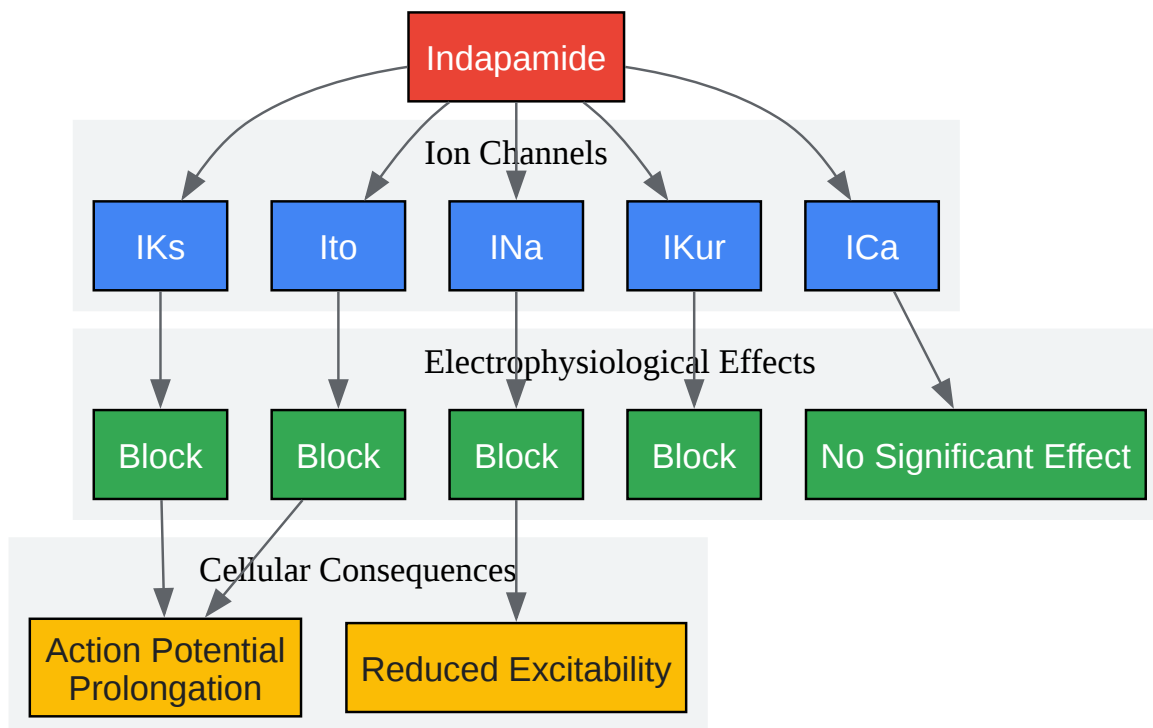 Indapamide
Ion Channels
IKs
Ito
INa
IKur
ICa
Electrophysiological Effects
Block
Block
Block
Block
No Significant Effect
Cellular Consequences
Action Potential
Prolongation
Reduced Excitability